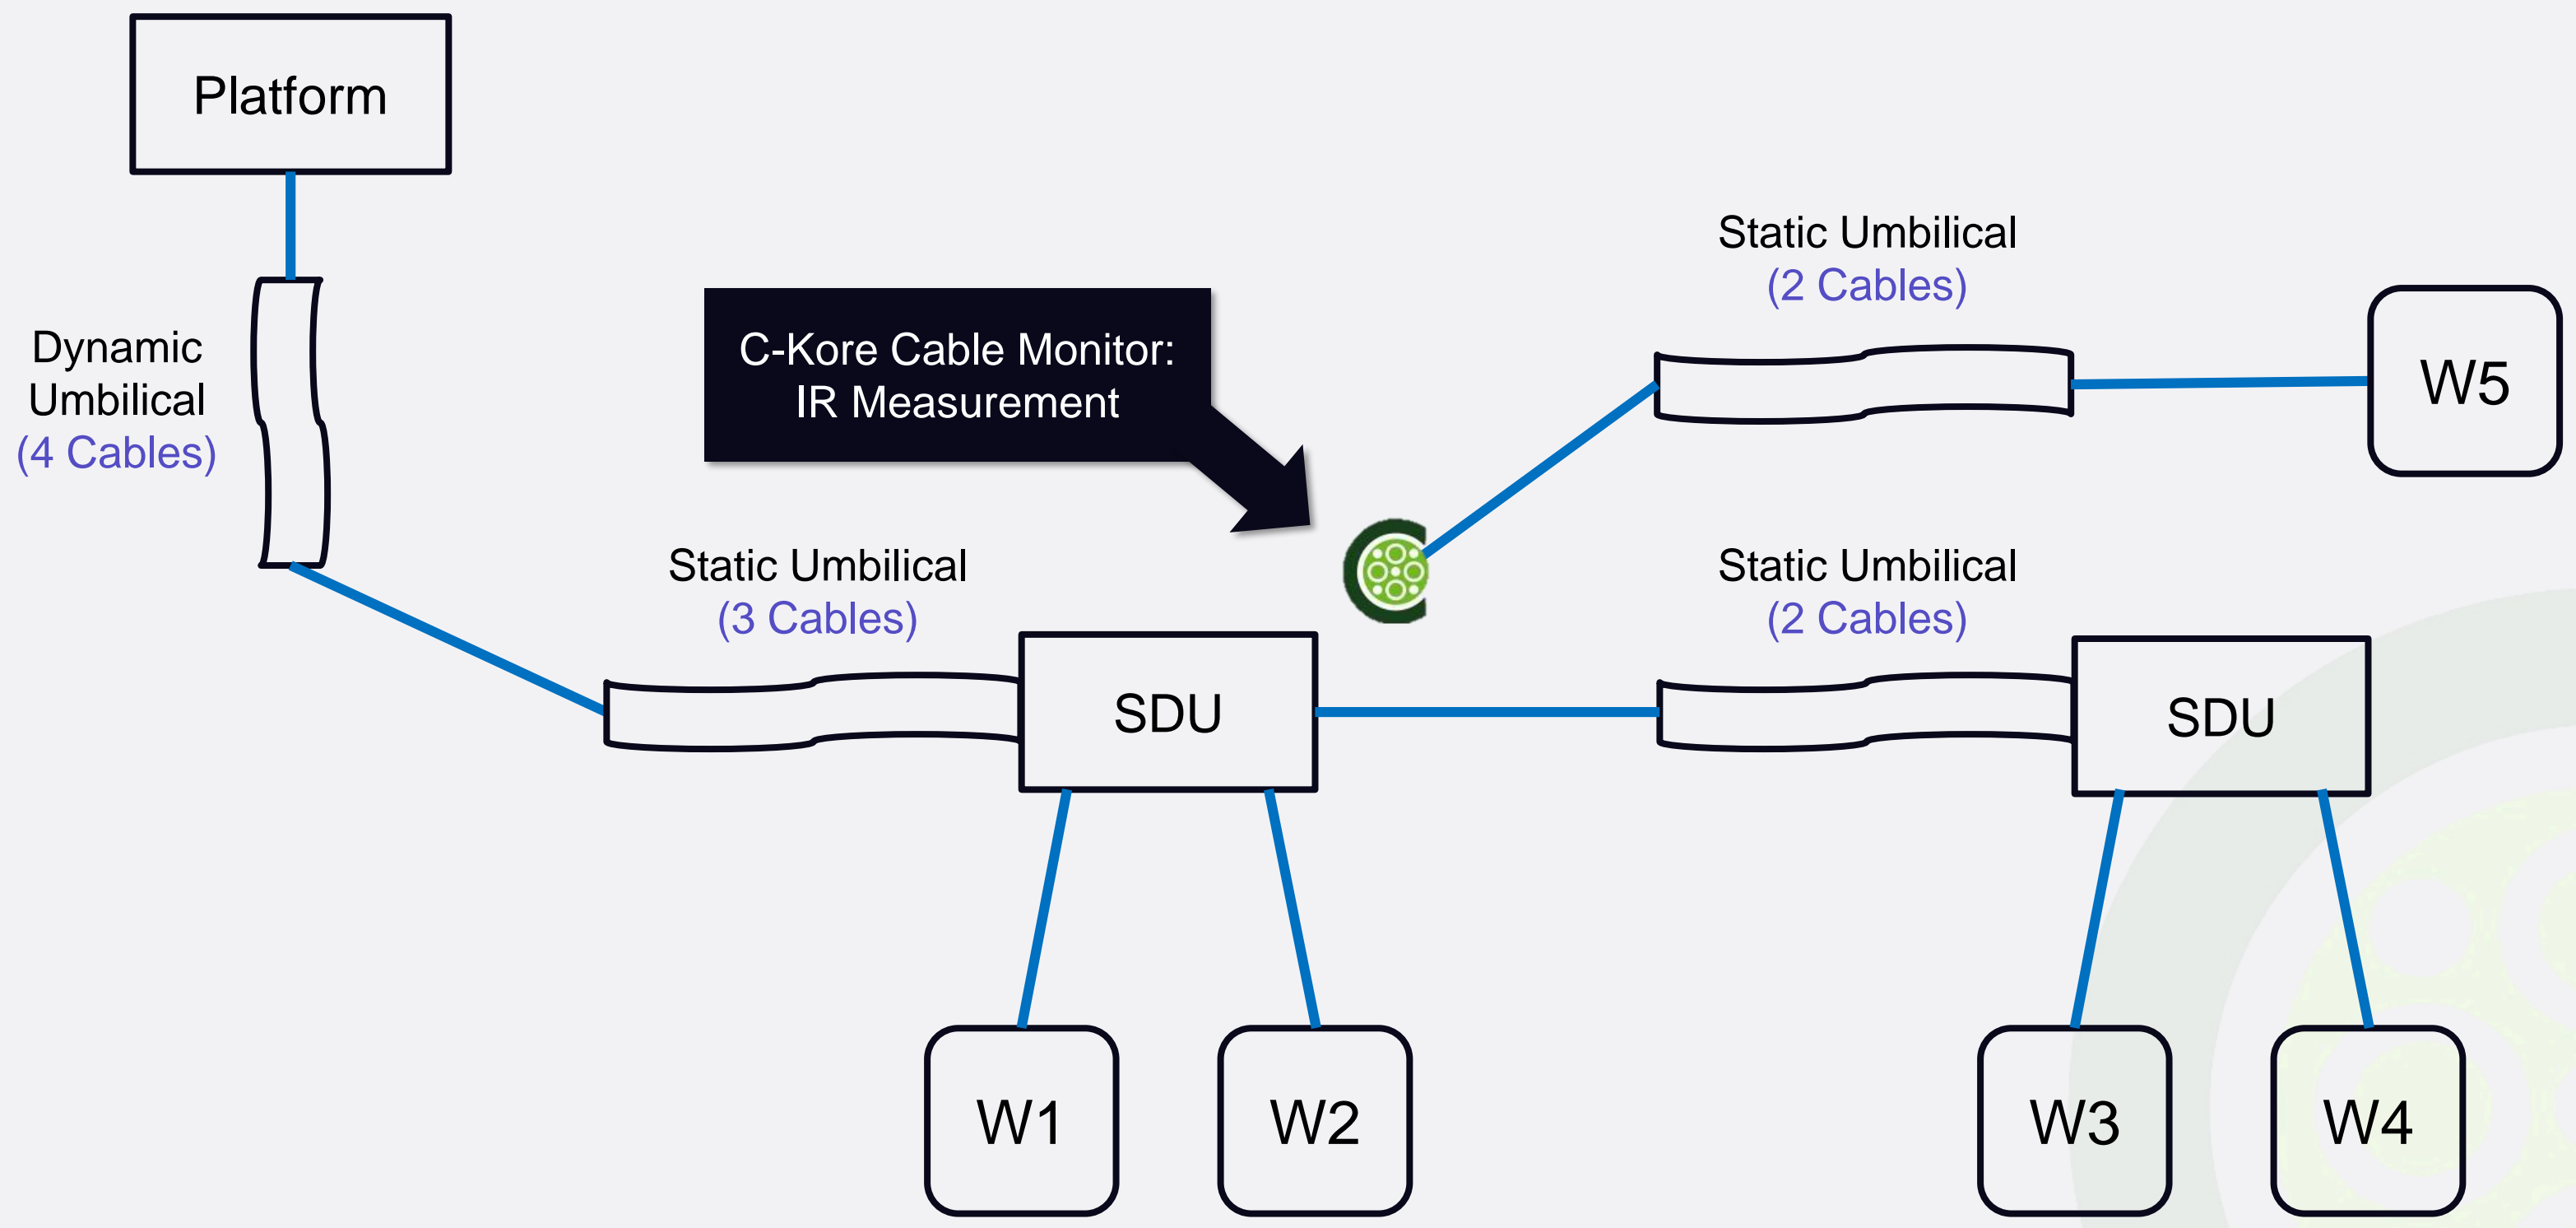 Platform
Dynamic
Umbilical
(4 Cables)
C-Kore Cable Monitor:
IR Measurement
Static Umbilical
(2 Cables)
W5
Static Umbilical
(3 Cables)
SDU
Static Umbilical
(2 Cables)
SDU
W1
W2
W3
W4